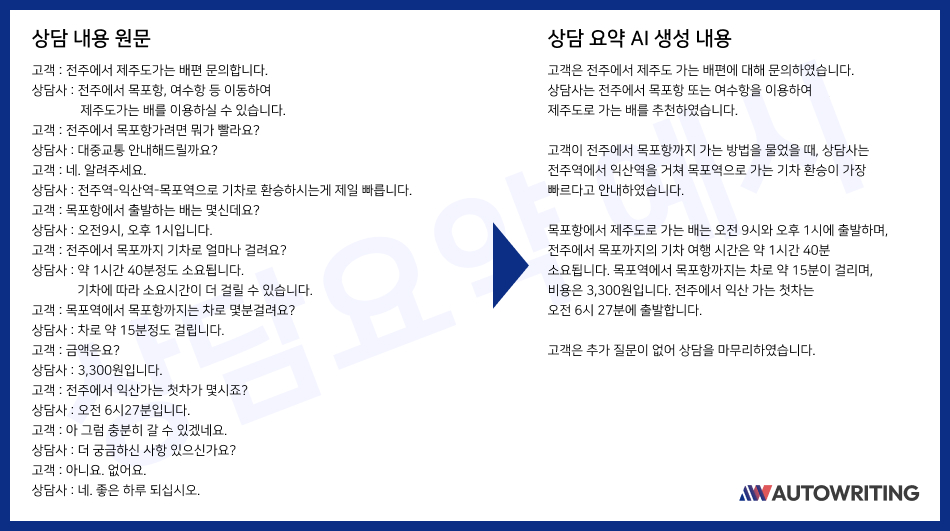 상담 내용 원문
고객 : 전주에서 제주도가는 배편 문의합니다.
상담사 : 전주에서 목포항, 여수항 등 이동하여
제주도가는 배를 이용하실 수 있습니다.
고객 : 전주에서 목포항가려면 뭐가 빨라요?
상담사 : 대중교통 안내해드릴까요?
고객 : 네. 알려주세요.
상담사 : 전주역-익산역-목포역으로 기차로 환승하시는게 제일 빠릅니다.
고객 : 목포항에서 출발하는 배는 몇신데요?
상담사 : 오전9시, 오후 1시입니다.
고객 : 전주에서 목포까지 기차로 얼마나 걸려요?
상담사 : 약 1시간 40분정도 소요됩니다.
기차에 따라 소요시간이 더 걸릴 수 있습니다.
고객 : 목포역에서 목포항까지는 차로 몇분걸려요?
상담사 : 차로 약 15분정도 걸립니다.
고객 : 금액은요?
상담사 : 3,300원입니다.
고객 : 전주에서 익산가는 첫차가 몇시죠?
상담사 : 오전 6시27분입니다.
고객 : 아 그럼 충분히 갈 수 있겠네요.
상담사 : 더 궁금하신 사항 있으신가요?
고객 : 아니요. 없어요.
상담사 : 네. 좋은 하루 되십시오.
상담 요약 AI 생성 내용
고객은 전주에서 제주도 가는 배편에 대해 문의하였습니다.
상담사는 전주에서 목포항 또는 여수항을 이용하여
제주도로 가는 배를 추천하였습니다.
고객이 전주에서 목포항까지 가는 방법을 물었을 때, 상담사는
전주역에서 익산역을 거쳐 목포역으로 가는 기차 환승이 가장
빠르다고 안내하였습니다.
목포항에서 제주도로 가는 배는 오전 9시와 오후 1시에 출발하며,
전주에서 목포까지의 기차 여행 시간은 약 1시간 40분
소요됩니다. 목포역에서 목포항까지는 차로 약 15분이 걸리며,
비용은 3,300원입니다. 전주에서 익산 가는 첫차는
오전 6시 27분에 출발합니다.
고객은 추가 질문이 없어 상담을 마무리하였습니다.
상담요약 예시
AUTOWRITING